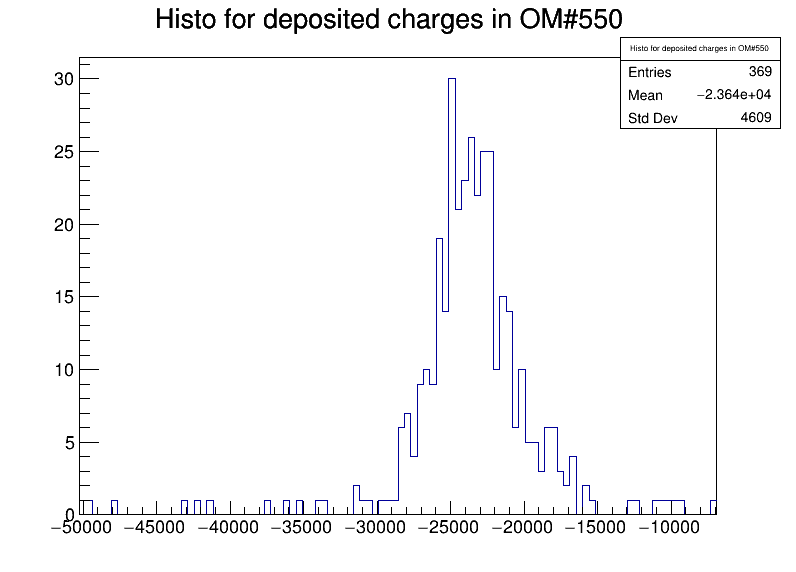 Histo for deposited charges in OM#550
Histo for deposited charges in OM#550
Entries 369
Mean −2.364e+04
Std Dev 4609
30
25
20
15
10
5
0
−50000 −45000 −40000 −35000 −30000 −25000 −20000 −15000 −10000